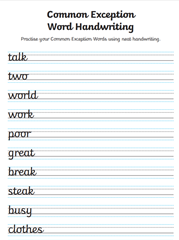 Common Exception
Word Handwriting
Practise your Common Exception Words using neat handwriting.
talk
two
world
work
poor
great
break
steak
busy
clothes